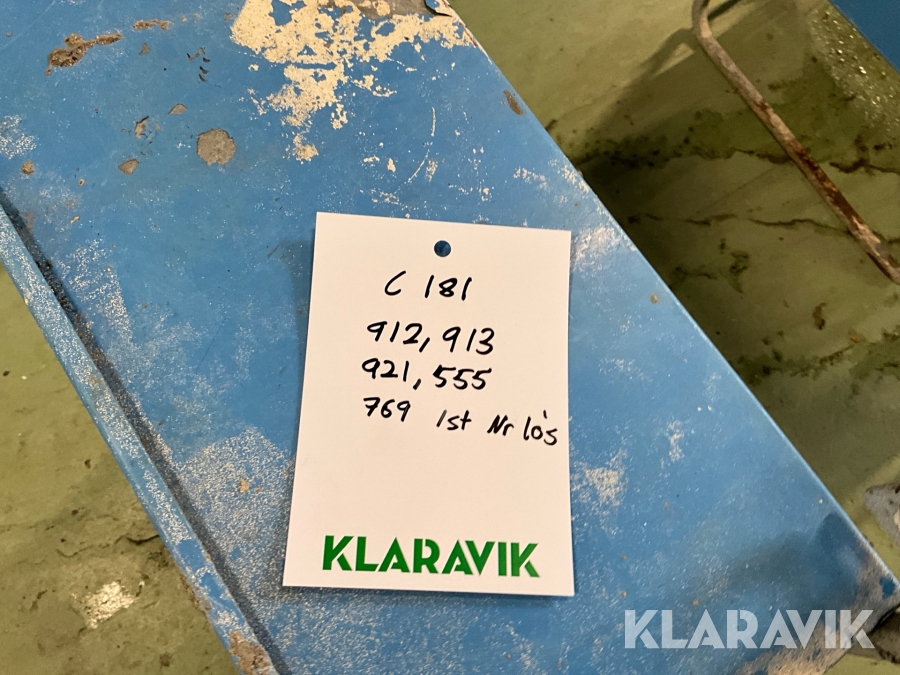 C 181
912, 913
921, 555
769 1st Nr lös
KLARAVIK
KLARAVIK